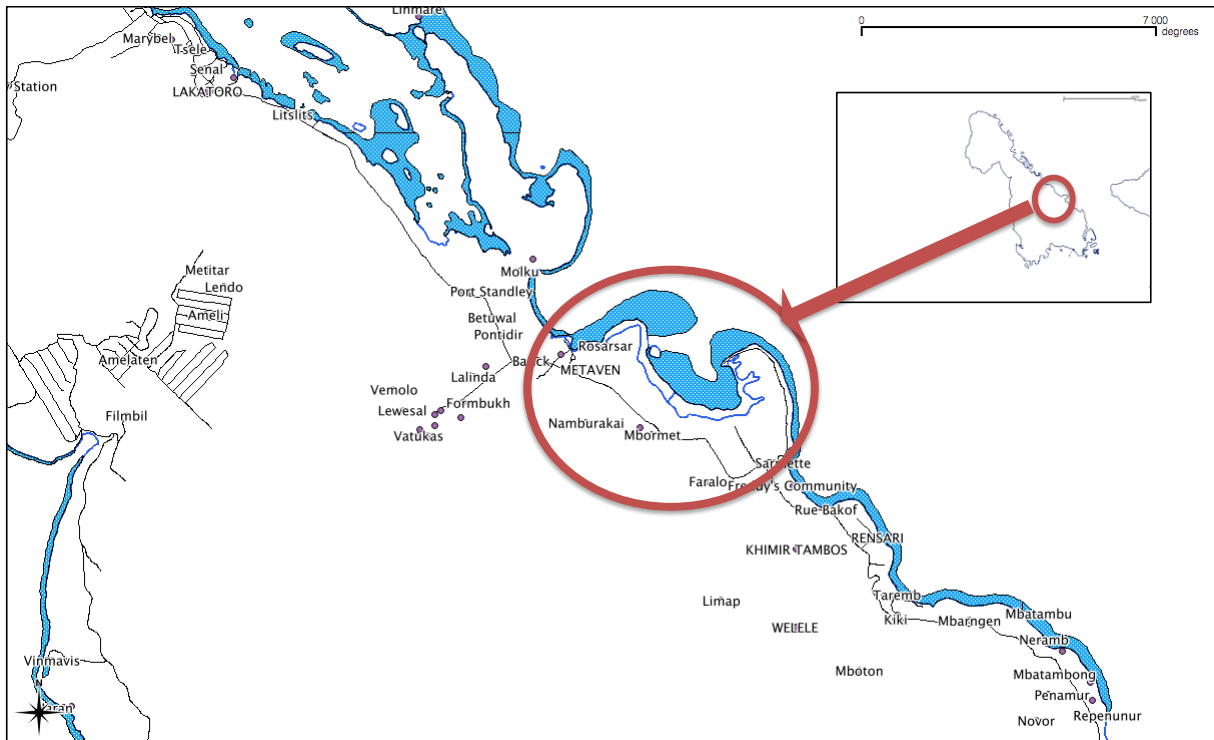 Linmare
0
7 000
degrees
Marybel
Tsele
Senal
Station
LAKATORO
Litslits
Metitar
Lendo
Ameli
Molku
Port Standley
Betuwal
Pontidir
Rosarsar
Amelaten
METAVEN
Lalinda
Vemolo
Lewesal
Formbukh
Filmbil
Vatukas
Namburakai
Mbormet
Faralo
Freddy's Community
Rue Bakof
RENSARI
KHIMIR TAMBOS
Limap
Taremb
Kiki
Mbarngen
Mbatambu
WELELE
Neramb
Vinmavis
Mboton
Mbatambong
Penamur
Novor
Repenunur
N